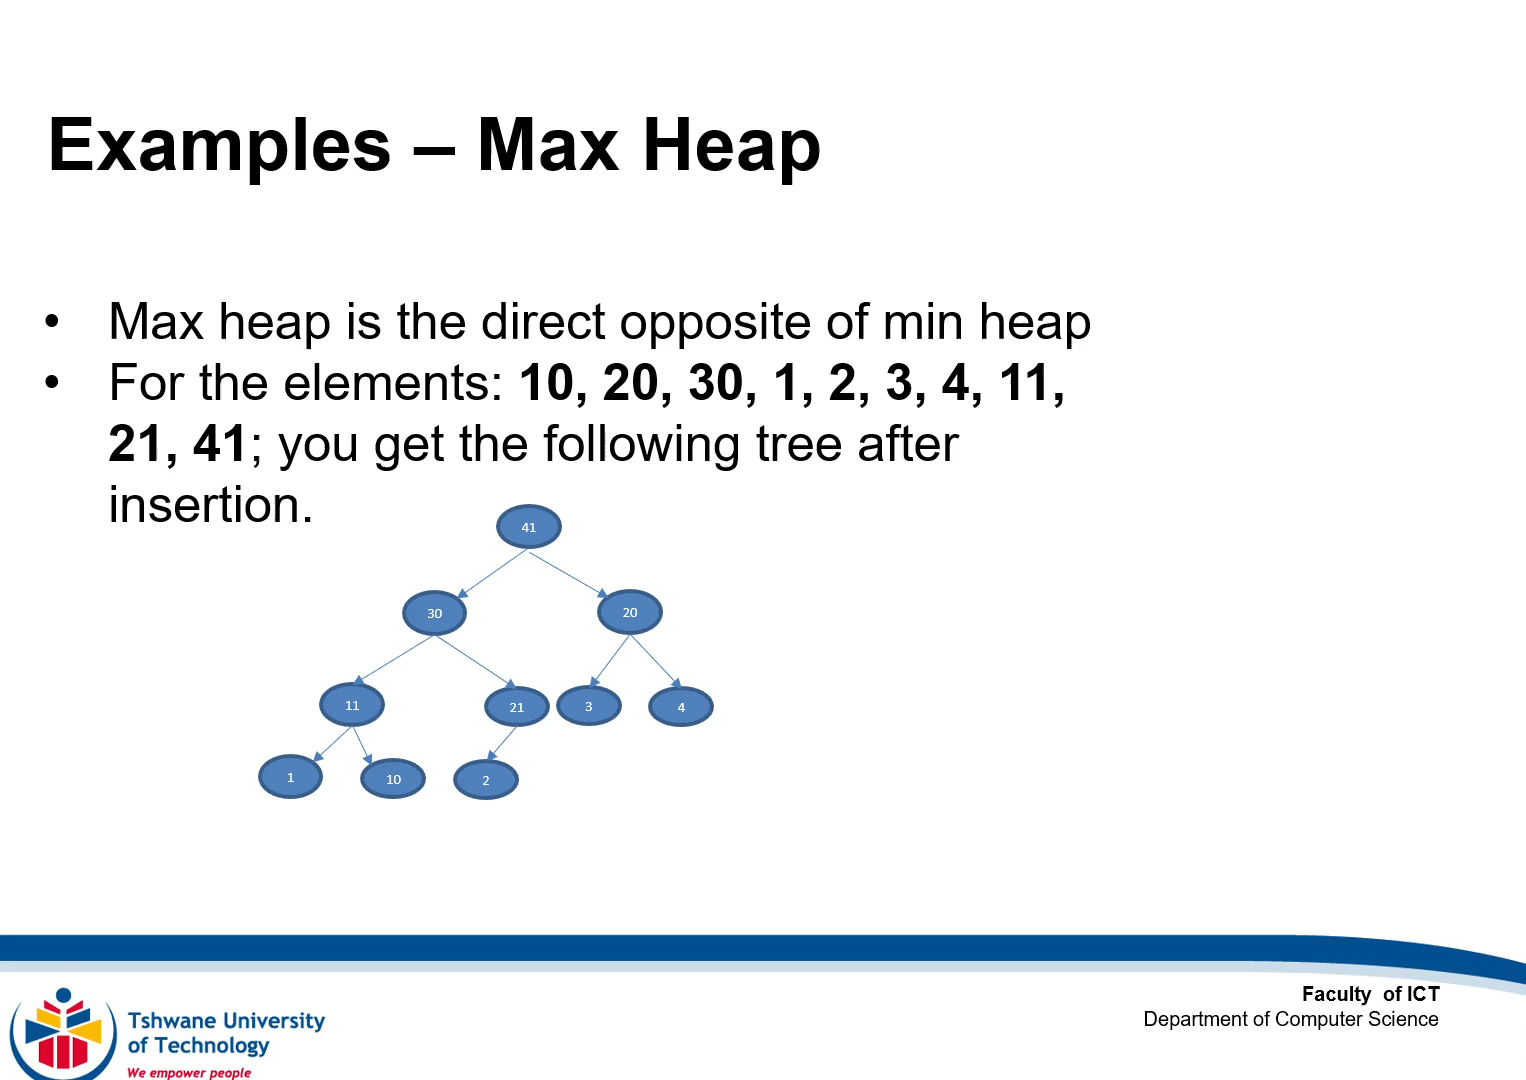 Examples – Max Heap
• Max heap is the direct opposite of min heap
• For the elements: 10, 20, 30, 1, 2, 3, 4, 11,
21, 41; you get the following tree after
insertion.
41
30 20
11 21 3 4
1 10 2
Faculty of ICT
Department of Computer Science
Tshwane University
of Technology
We empower people